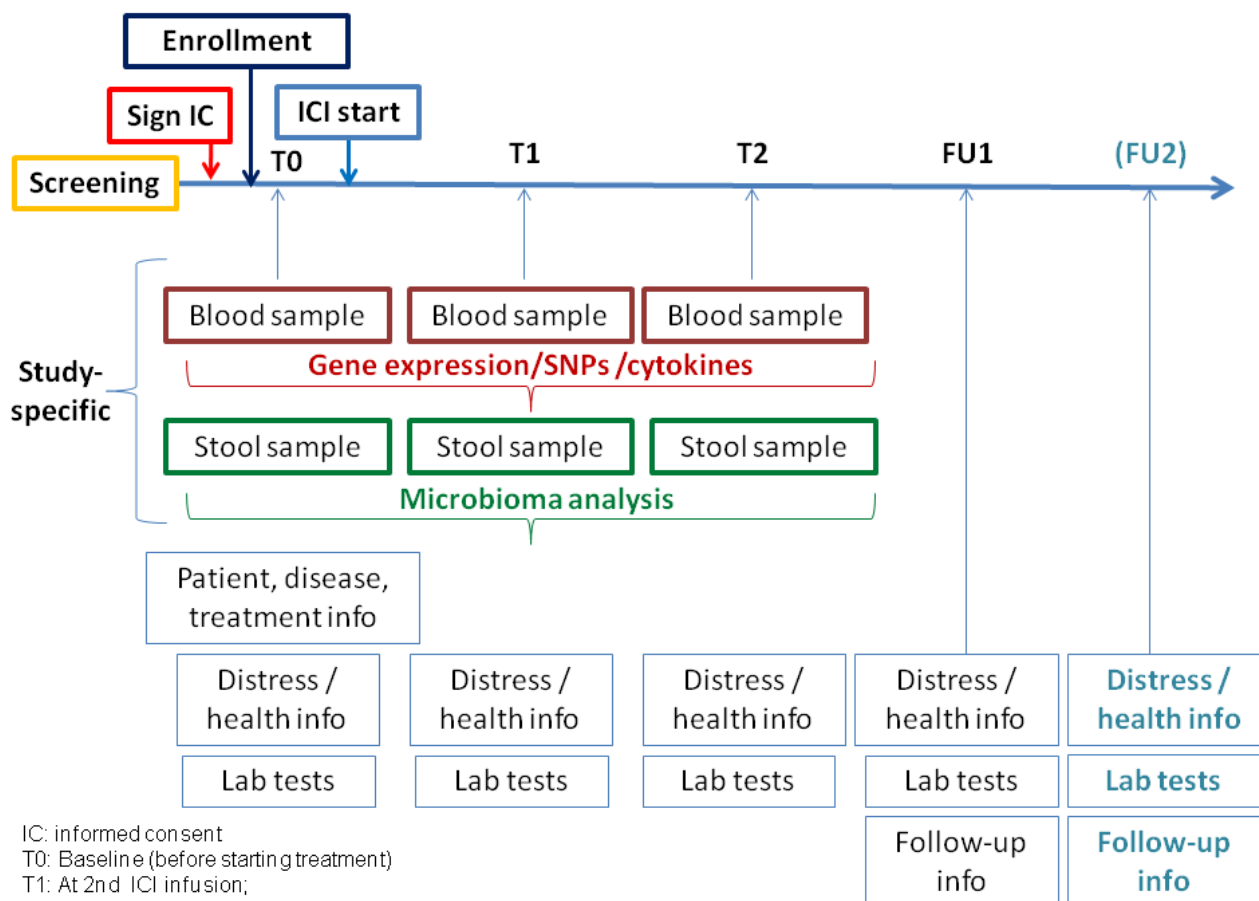 Enrollment
Sign IC
ICI start
Screening
T0
T1
T2
FU1
(FU2)
Study-
specific
Blood sample
Blood sample
Blood sample
Gene expression/SNPs /cytokines
Stool sample
Stool sample
Stool sample
Microbioma analysis
Patient, disease,
treatment info
Distress /
health info
Distress /
health info
Distress /
health info
Distress /
health info
Distress /
health info
Lab tests
Lab tests
Lab tests
Lab tests
Lab tests
Follow-up
info
Follow-up
info
IC: informed consent
T0: Baseline (before starting treatment)
T1: At 2nd ICI infusion;